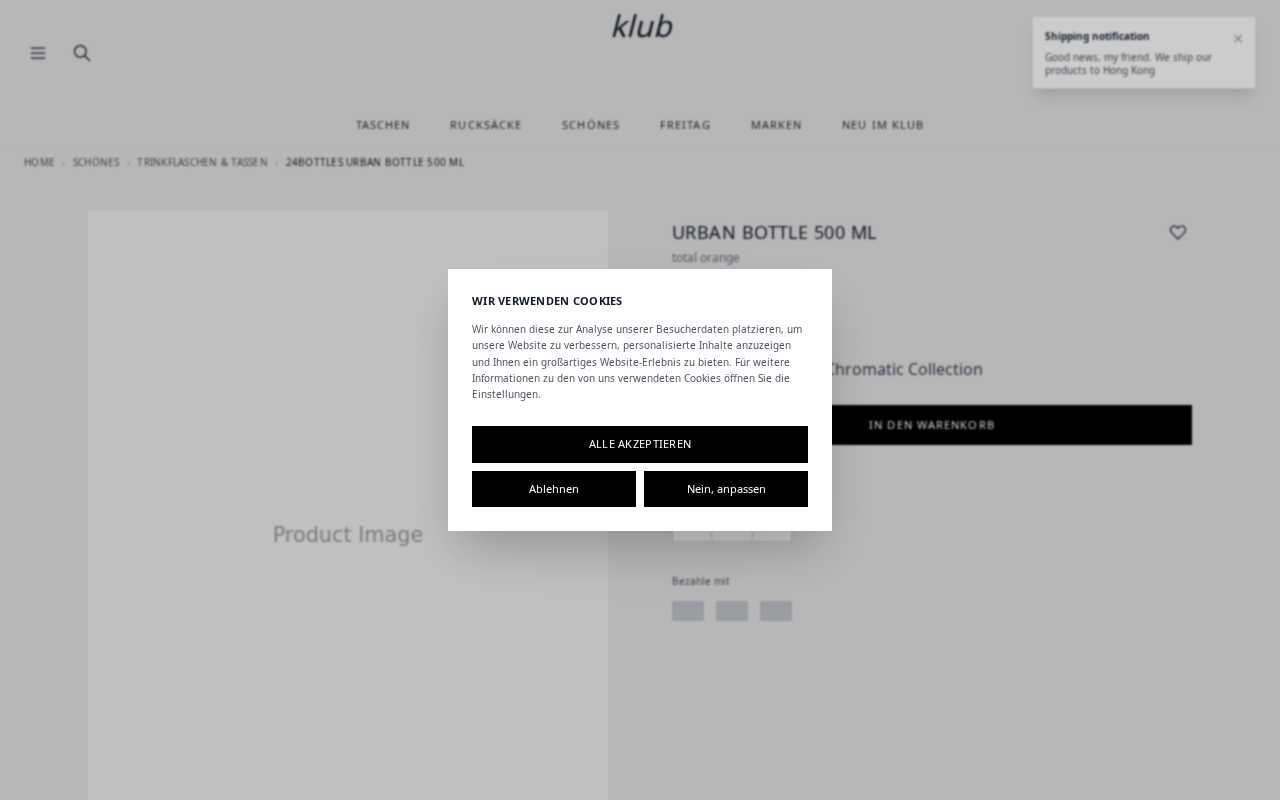 klub
Shipping notification
Good news, my friend. We ship our
products to Hong Kong
TASCHEN RUCKSÄCKE SCHÖNES FREITAG MARKEN NEU IM KLUB
HOME › SCHÖNES › TRINKFLASCHEN & TASSEN › 24BOTTLES URBAN BOTTLE 500 ML
URBAN BOTTLE 500 ML
total orange
Product Image
WIR VERWENDEN COOKIES
Wir können diese zur Analyse unserer Besucherdaten platzieren, um
unsere Website zu verbessern, personalisierte Inhalte anzuzeigen
und Ihnen ein großartiges Website-Erlebnis zu bieten. Für weitere
Informationen zu den von uns verwendeten Cookies öffnen Sie die
Einstellungen.
ALLE AKZEPTIEREN
Ablehnen Nein, anpassen
Chromatic Collection
IN DEN WARENKORB
Bezahle mit